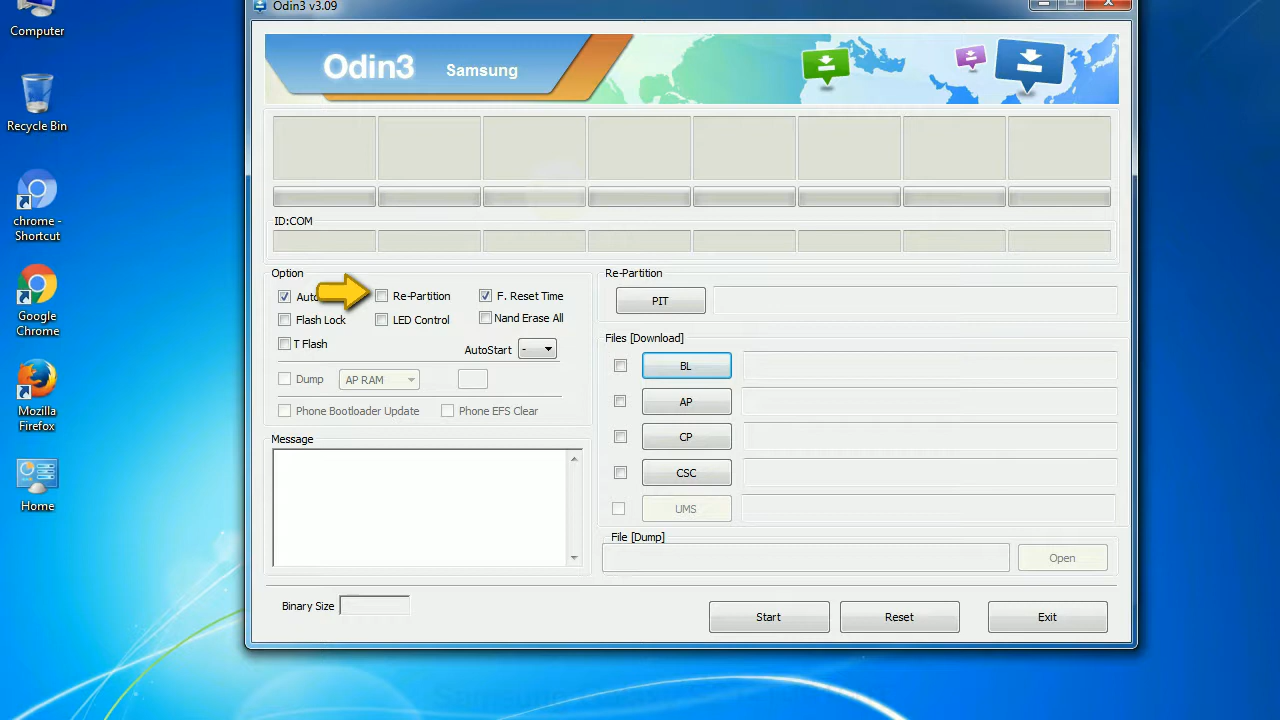 Odin3 v3.09
Computer
Odin3 Samsung
Recycle Bin
chrome -
Shortcut
ID:COM
Google
Chrome
Option
Re-Partition
F. Reset Time
Flash Lock
LED Control
Nand Erase All
T Flash
AutoStart -
Dump AP RAM
Phone Bootloader Update
Phone EFS Clear
Mozilla
Firefox
Message
Home
Re-Partition
PIT
Files [Download]
BL
AP
CP
CSC
UMS
File [Dump]
Open
Binary Size
Start
Reset
Exit